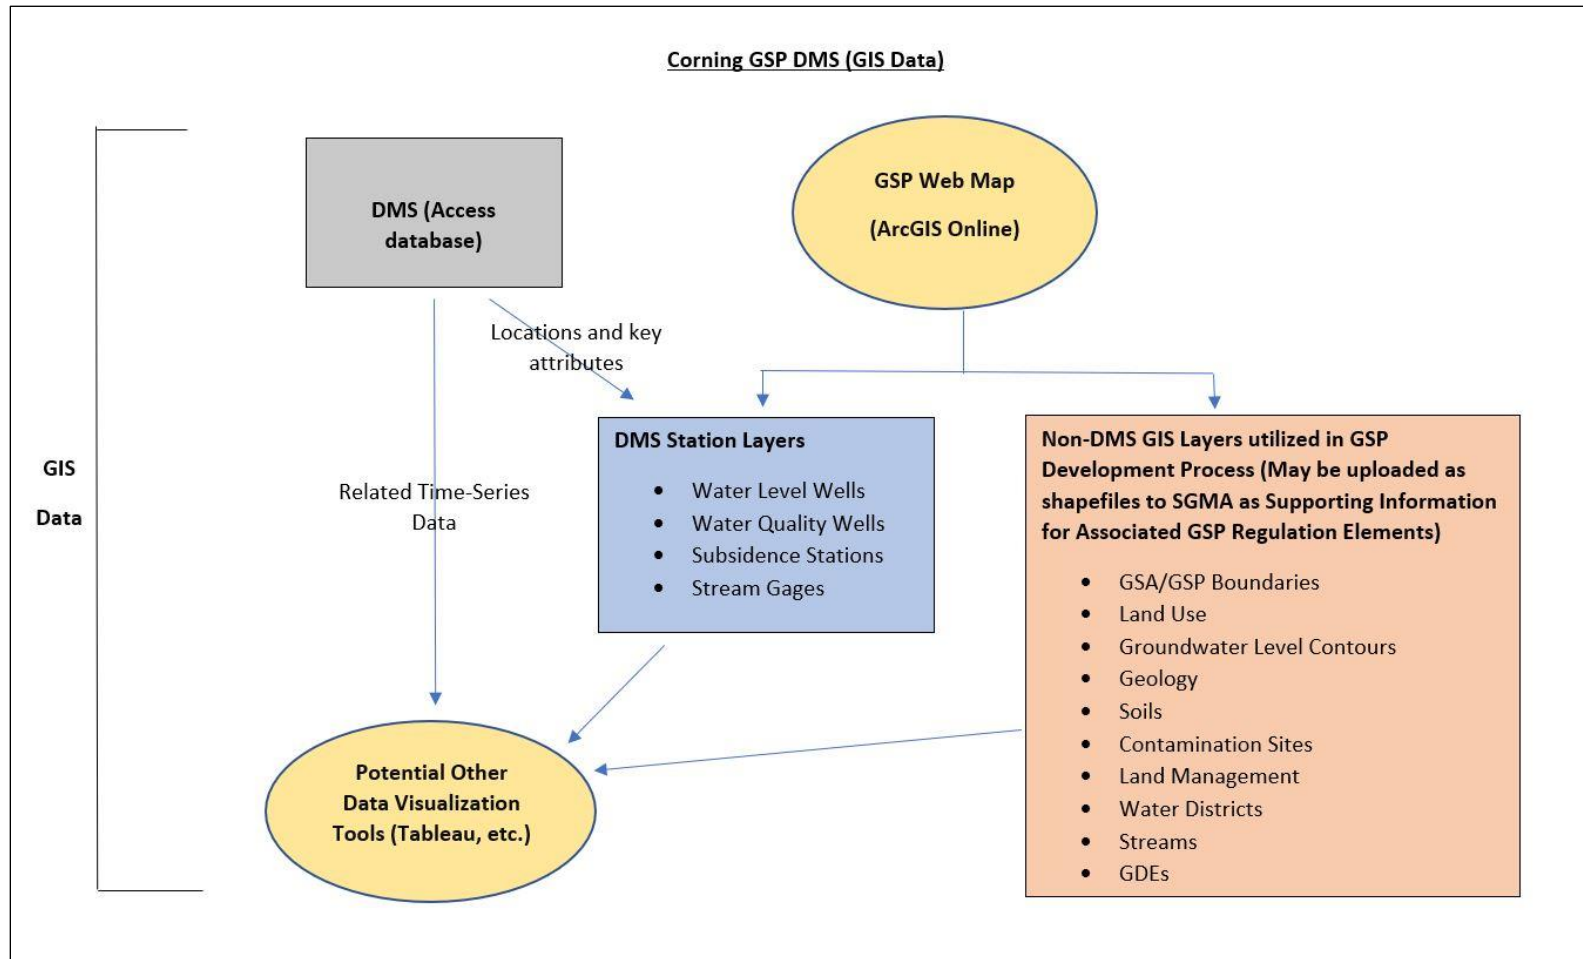 Corning GSP DMS (GIS Data)
GIS
Data
DMS (Access
database)
GSP Web Map
(ArcGIS Online)
Locations and key
attributes
Related Time-Series
Data
DMS Station Layers
• Water Level Wells
• Water Quality Wells
• Subsidence Stations
• Stream Gages
Non-DMS GIS Layers utilized in GSP
Development Process (May be uploaded as
shapefiles to SGMA as Supporting Information
for Associated GSP Regulation Elements)
• GSA/GSP Boundaries
• Land Use
• Groundwater Level Contours
• Geology
• Soils
• Contamination Sites
• Land Management
• Water Districts
• Streams
• GDEs
Potential Other
Data Visualization
Tools (Tableau, etc.)